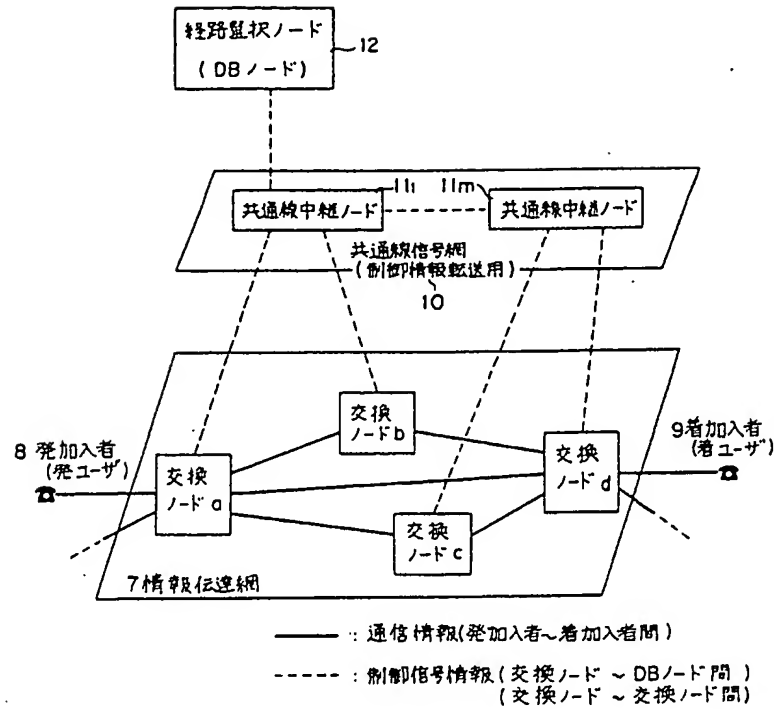 経路選択ノード
(DBノード)
12
11i 11m
共通線中継ノード
共通線中継ノード
共通線信号網
(制御情報転送用)
10
8 発加入者
(発ユーザ)
交換
ノードb
9着加入者
(着ユーザ)
交換
ノードa
交換
ノードd
交換
ノードc
7情報伝達網
: 通信情報(発加入者~着加入者間)
: 制御信号情報(交換ノード ~ DBノード間)
(交換ノード ~ 交換ノード間)